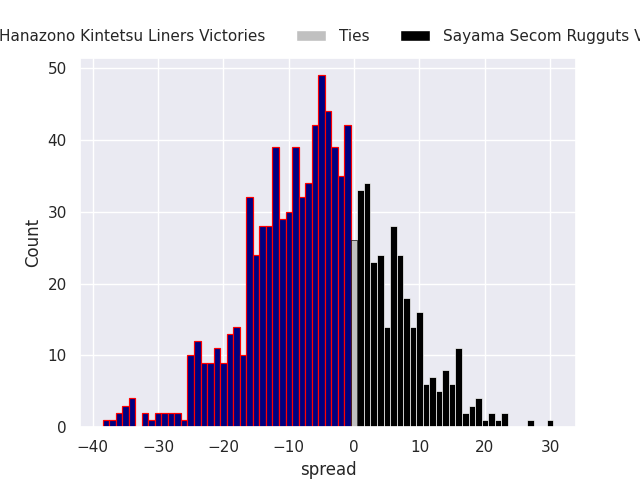 Hanazono Kintetsu Liners Victories Ties Sayama Secom Rugguts V
50
40
30
20
10
0
Count
−40 −30 −20 −10 0 10 20 30
spread